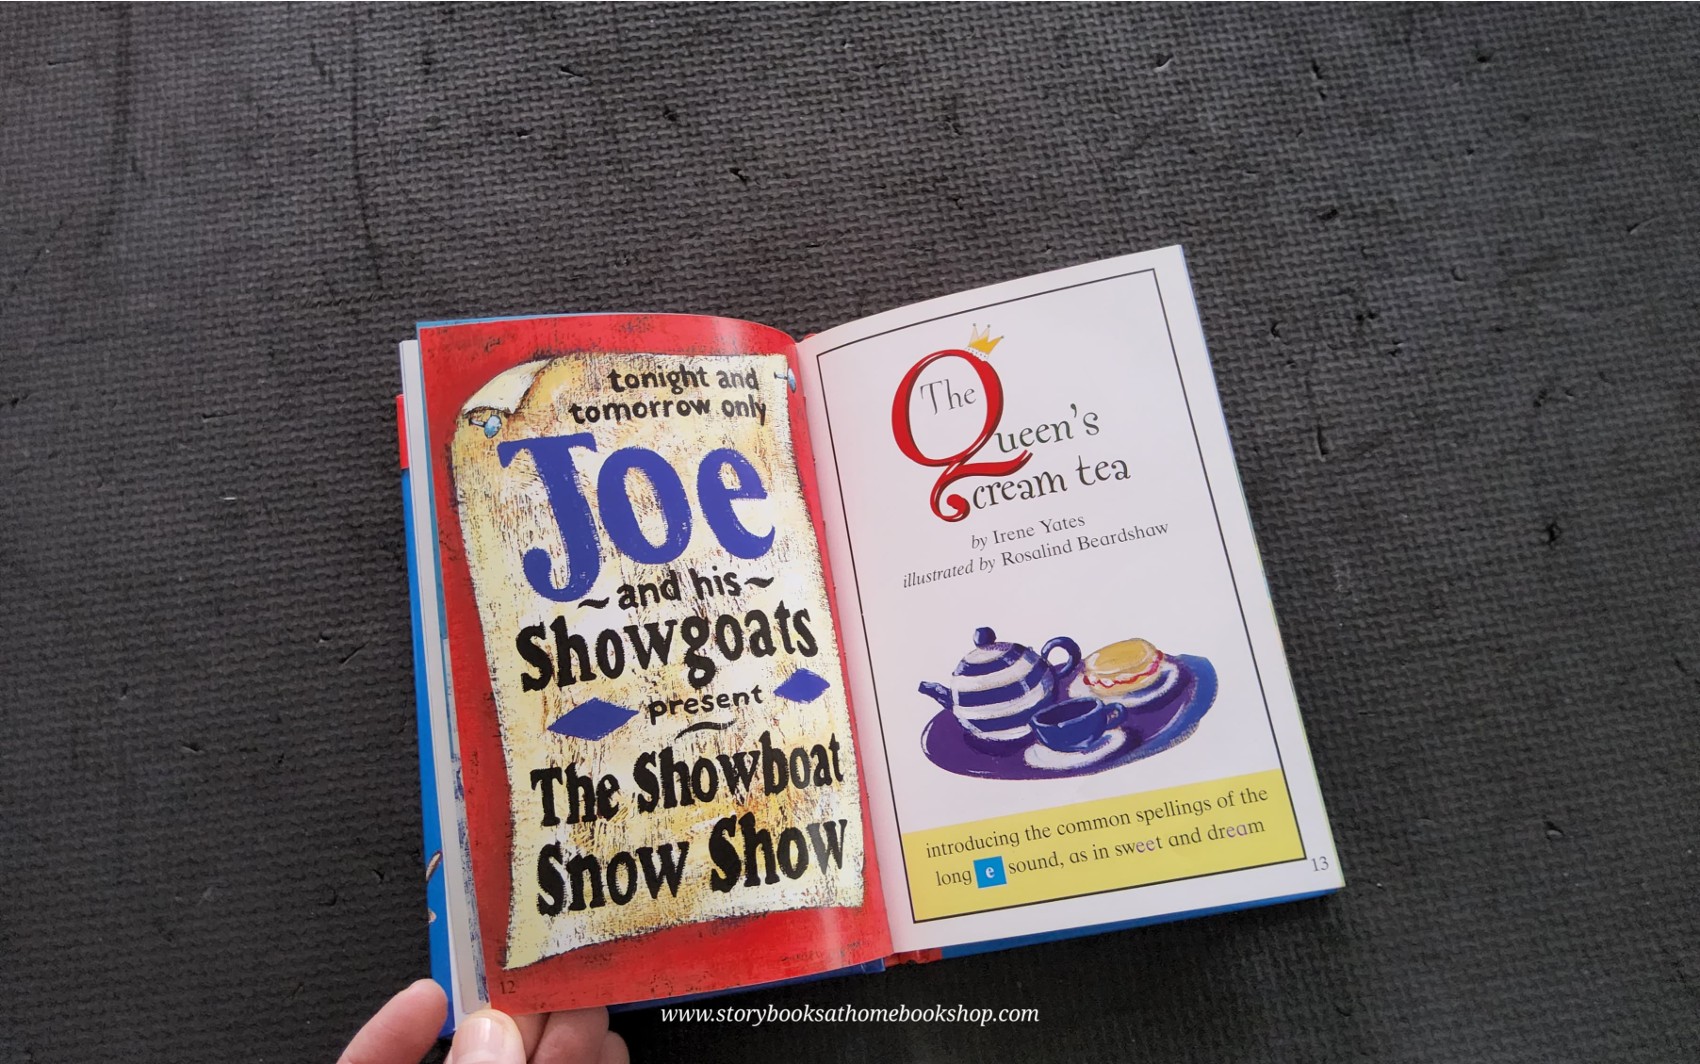 tonight and
tomorrow only
Joe
~and his~
Showgoats
present
The Showboat
Snow Show
12
The
Queen's
cream tea
by Irene Yates
illustrated by Rosalind Beardshaw
introducing the common spellings of the
long e sound, as in sweet and dream
13
www.storybooksathomebookshop.com